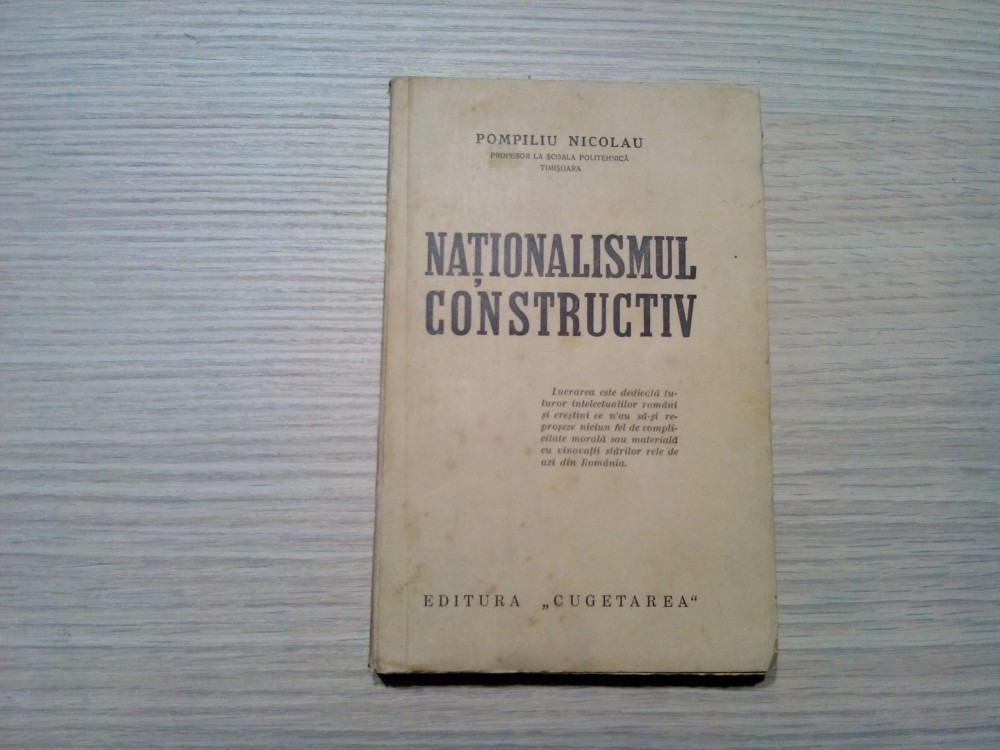 POMPILIU NICOLAU
PROFESOR LA ȘCOALA POLITEHNICĂ
TIMIȘOARA
NAȚIONALISMUL
CONSTRUCTIV
Lucrarea este dedicată tu-
turor intelectualilor români
și creștini ce n'au să-și re-
proșeze niciun fel de compli-
citate morală sau materială
cu vinovații stărilor rele de
azi din România.
EDITURA „CUGETAREA“